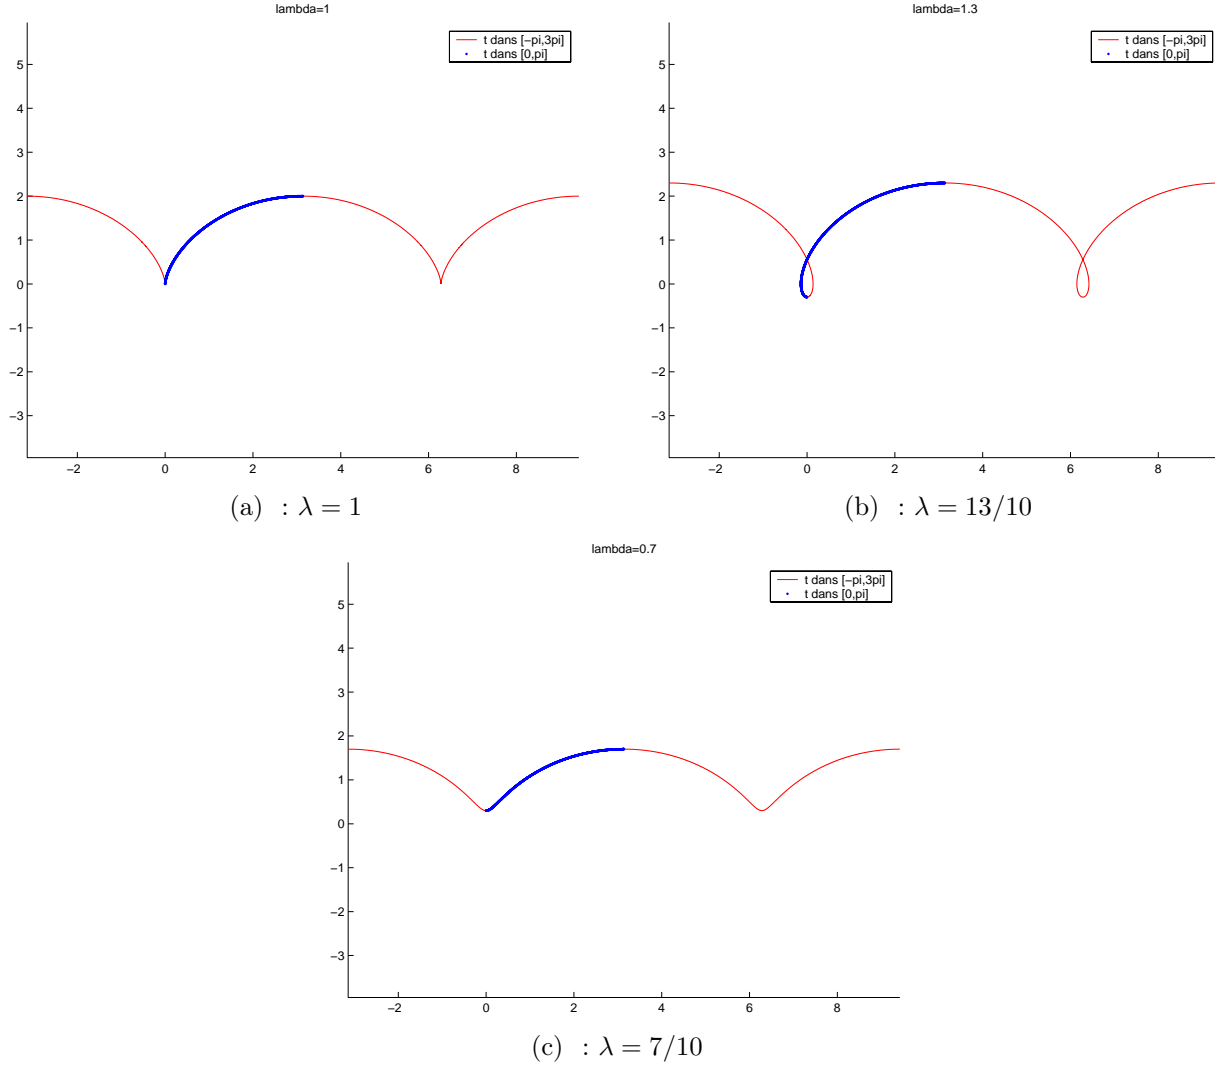 lambda=1
t dans [−pi,3pi]
t dans [0,pi]
5
4
3
2
1
0
−1
−2
−3
−2 0 2 4 6 8
(a) : λ = 1
lambda=1.3
t dans [−pi,3pi]
t dans [0,pi]
5
4
3
2
1
0
−1
−2
−3
−2 0 2 4 6 8
(b) : λ = 13/10
lambda=0.7
t dans [−pi,3pi]
t dans [0,pi]
5
4
3
2
1
0
−1
−2
−3
−2 0 2 4 6 8
(c) : λ = 7/10